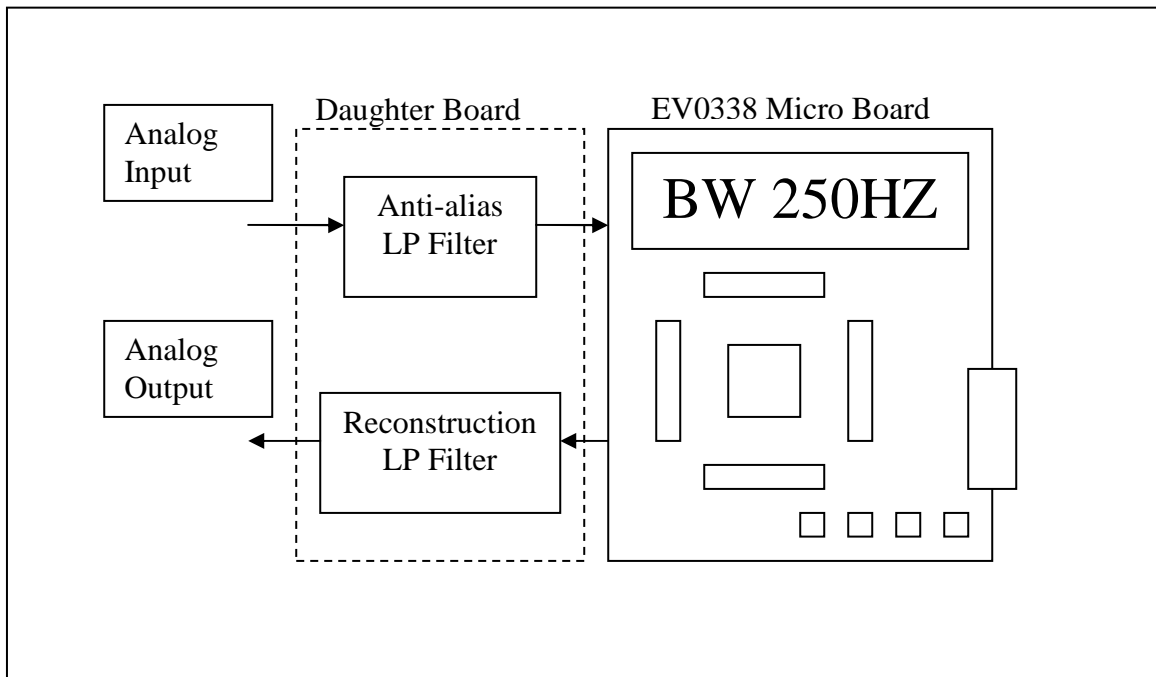 Daughter Board
EV0338 Micro Board
Analog
Input
Anti-alias
LP Filter
BW 250HZ
Analog
Output
Reconstruction
LP Filter